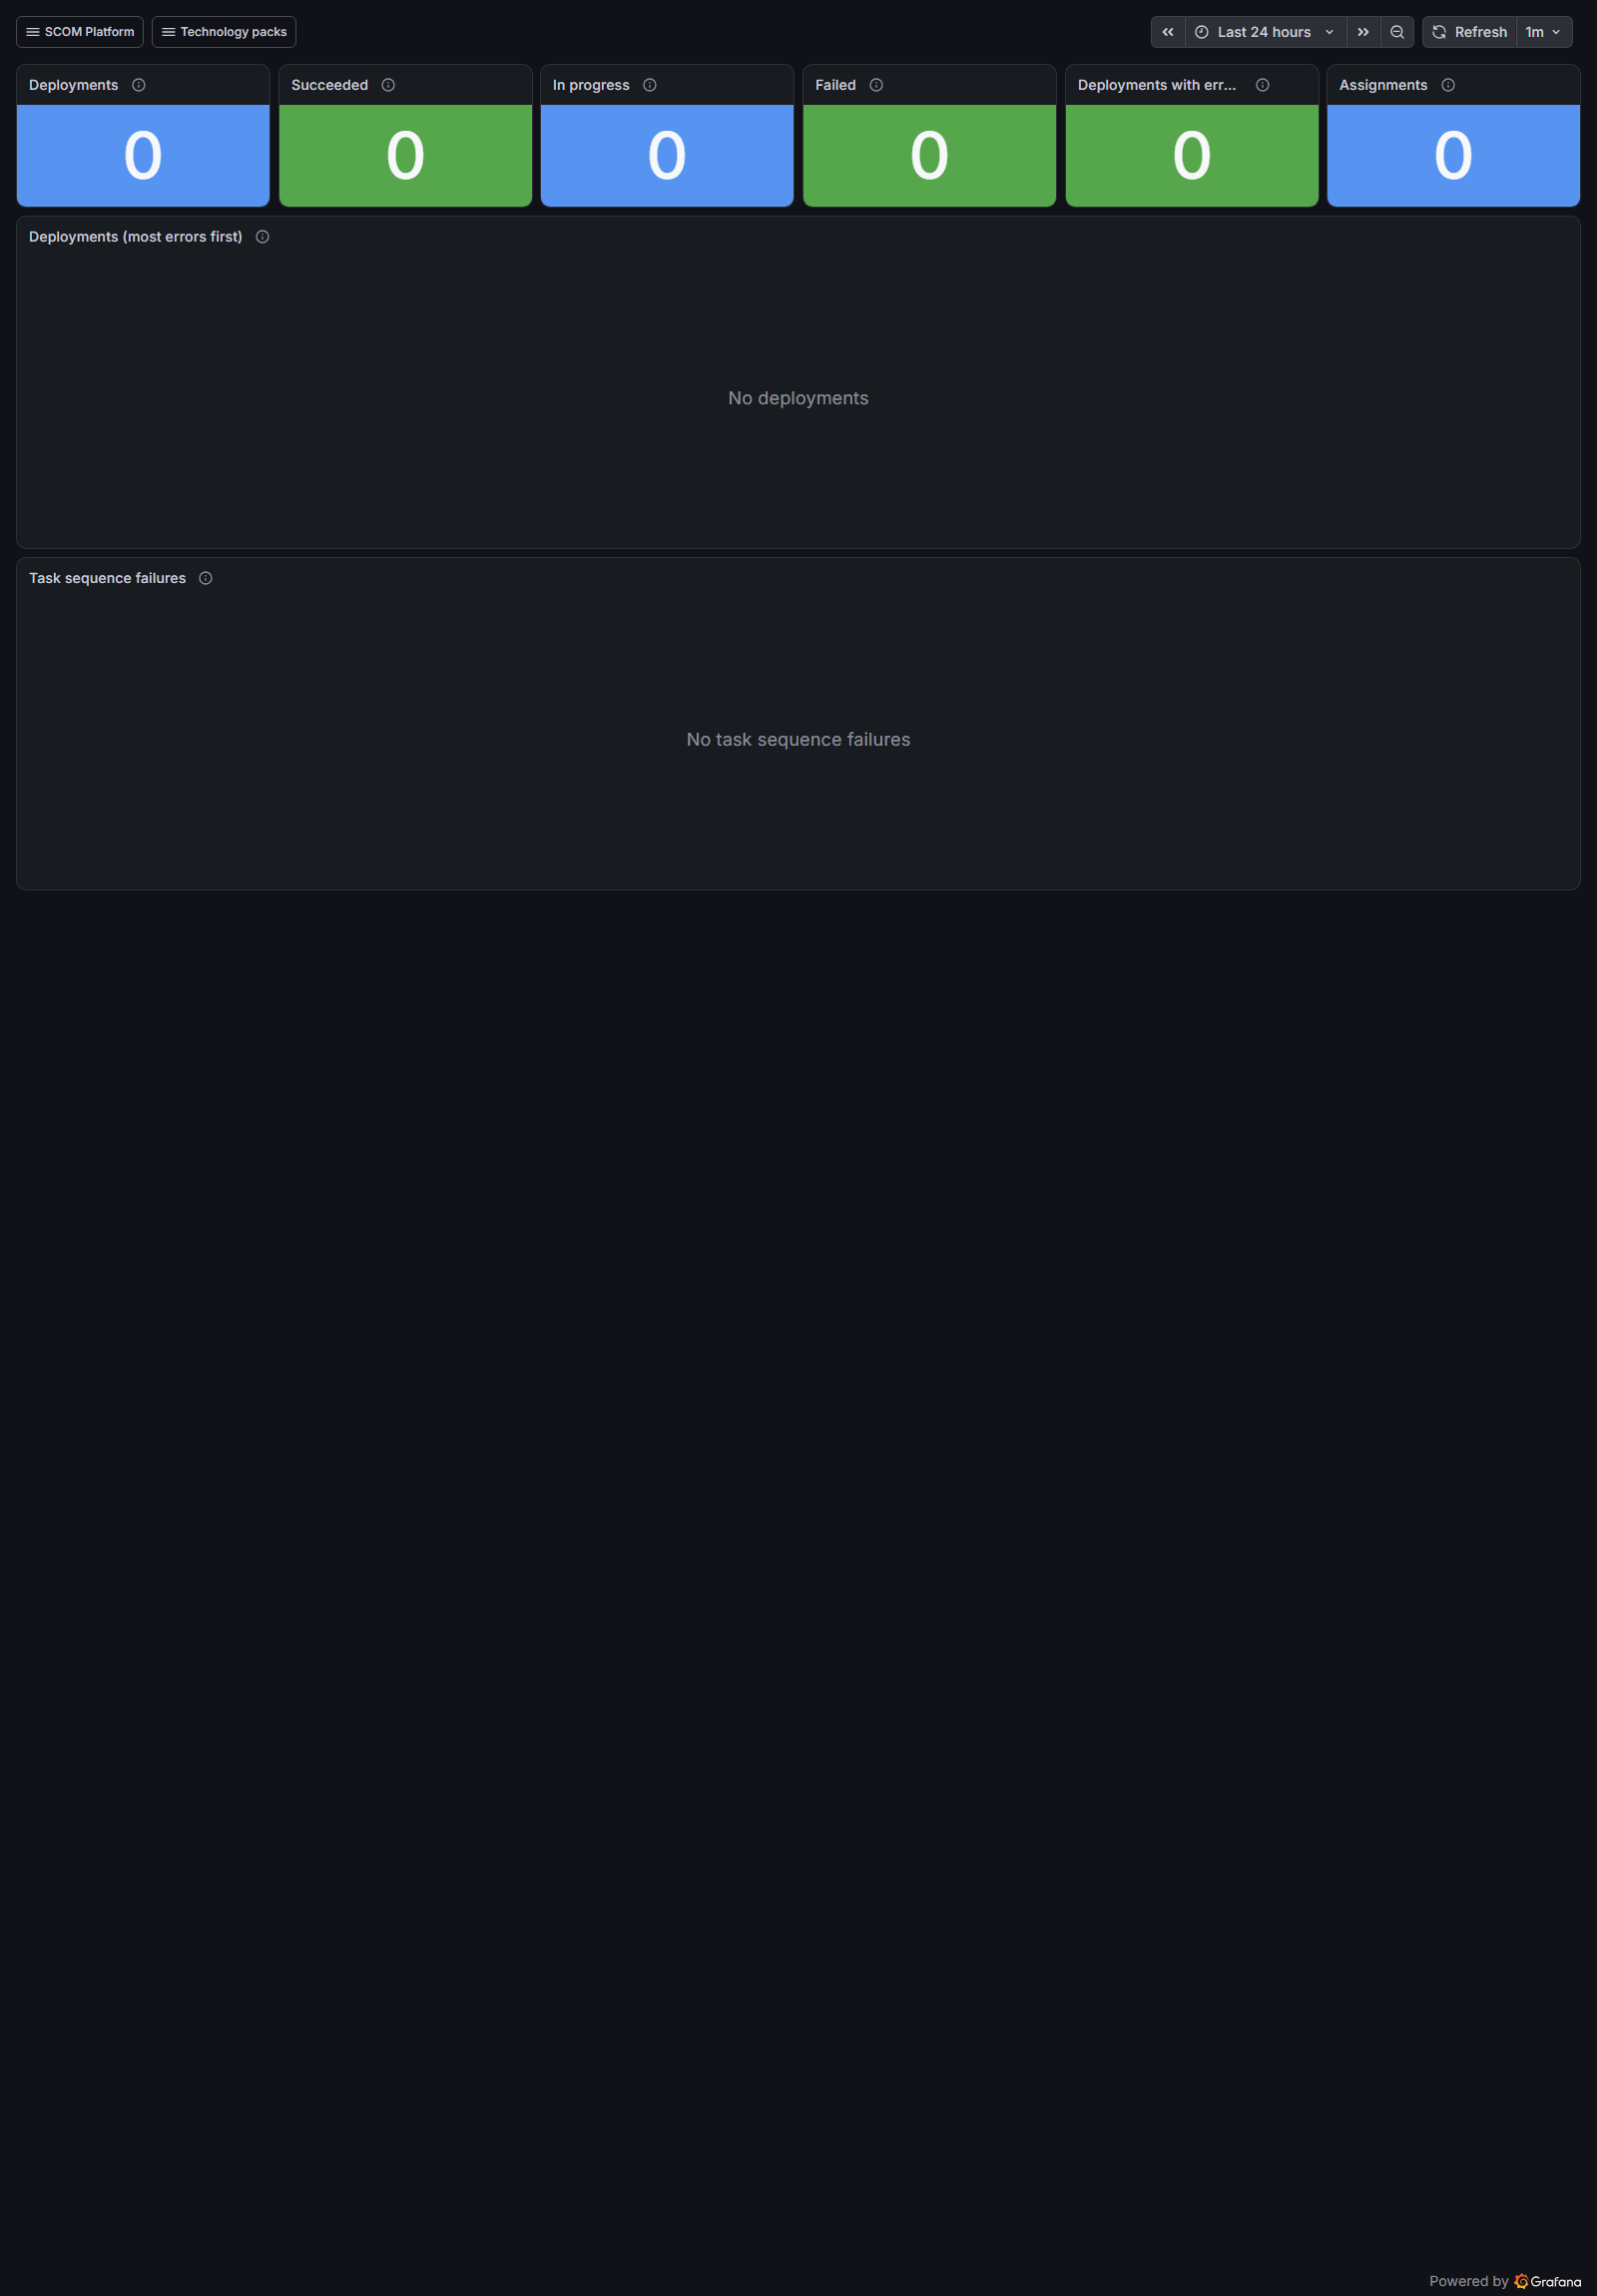 SCOM Platform
Technology packs
Last 24 hours
Refresh
1m
Deployments
Succeeded
In progress
Failed
Deployments with err...
Assignments
0
0
0
0
0
0
Deployments (most errors first)
No deployments
Task sequence failures
No task sequence failures
Powered by Grafana